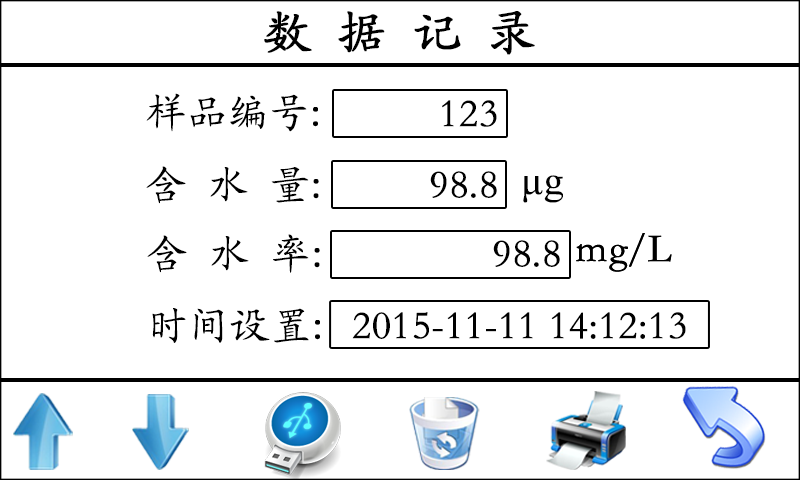 数据记录
样品编号: 123
含水量: 98.8 μg
含水率: 98.8 mg/L
时间设置: 2015-11-11 14:12:13